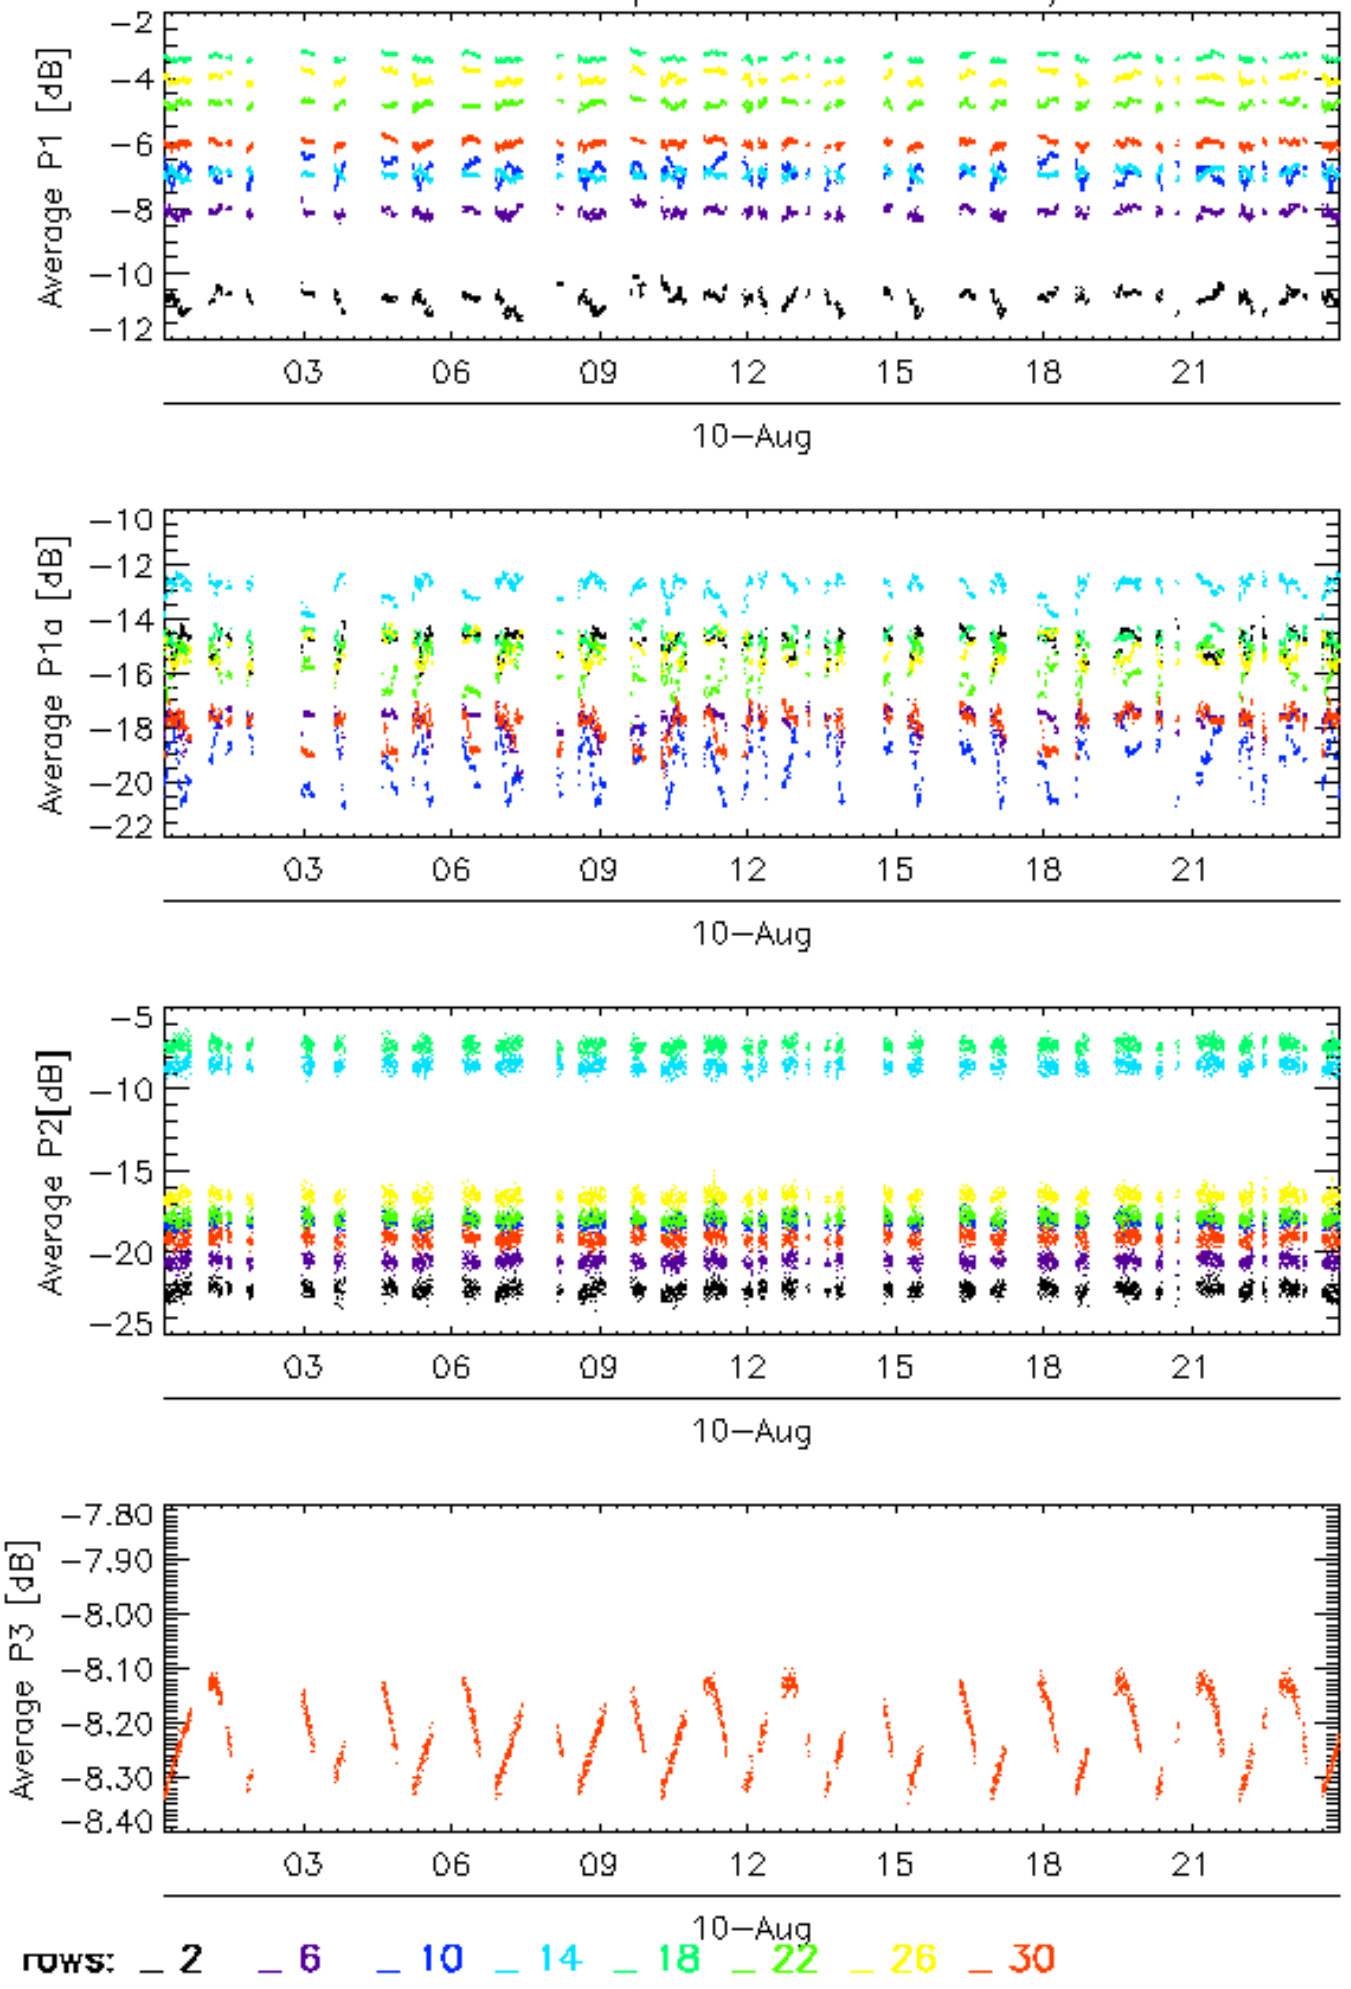 Average P1 [dB]
−2
−4
−6
−8
−10
−12
03 06 09 12 15 18 21
10−Aug
Average P1a [dB]
−10
−12
−14
−16
−18
−20
−22
03 06 09 12 15 18 21
10−Aug
Average P2[dB]
−5
−10
−15
−20
−25
03 06 09 12 15 18 21
10−Aug
Average P3 [dB]
−7.80
−7.90
−8.00
−8.10
−8.20
−8.30
−8.40
03 06 09 12 15 18 21
10−Aug
rows: _ 2 _ 6 _ 10 _ 14 _ 18 _ 22 _ 26 _ 30